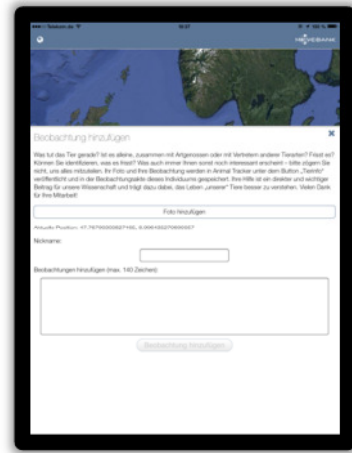 Telekom.de
MOVEBANK
Beobachtung hinzufügen
Was tut das Tier gerade? Ist es alleine, zusammen mit Artgenossen oder mit Vertretern anderer Tierarten? Frisst es?
Können Sie identifizieren, was es frisst? Was auch immer Ihnen sonst noch interessant erscheint – bitte zögern Sie
nicht, uns alles mitzuteilen. Ihr Foto und Ihre Beobachtung werden in Animal Tracker unter dem Button „Tierinfo"
veröffentlicht und in der Beobachtungsakte dieses Individuums gespeichert. Ihre Hilfe ist ein direkter und wichtiger
Beitrag für unsere Wissenschaft und trägt dazu dabei, das Leben „unserer" Tiere besser zu verstehen. Vielen Dank
für Ihre Mitarbeit!
Foto hinzufügen
Aktuelle Position:
Nickname:
Beobachtungen hinzufügen (max. 140 Zeichen):
Beobachtung hinzufügen